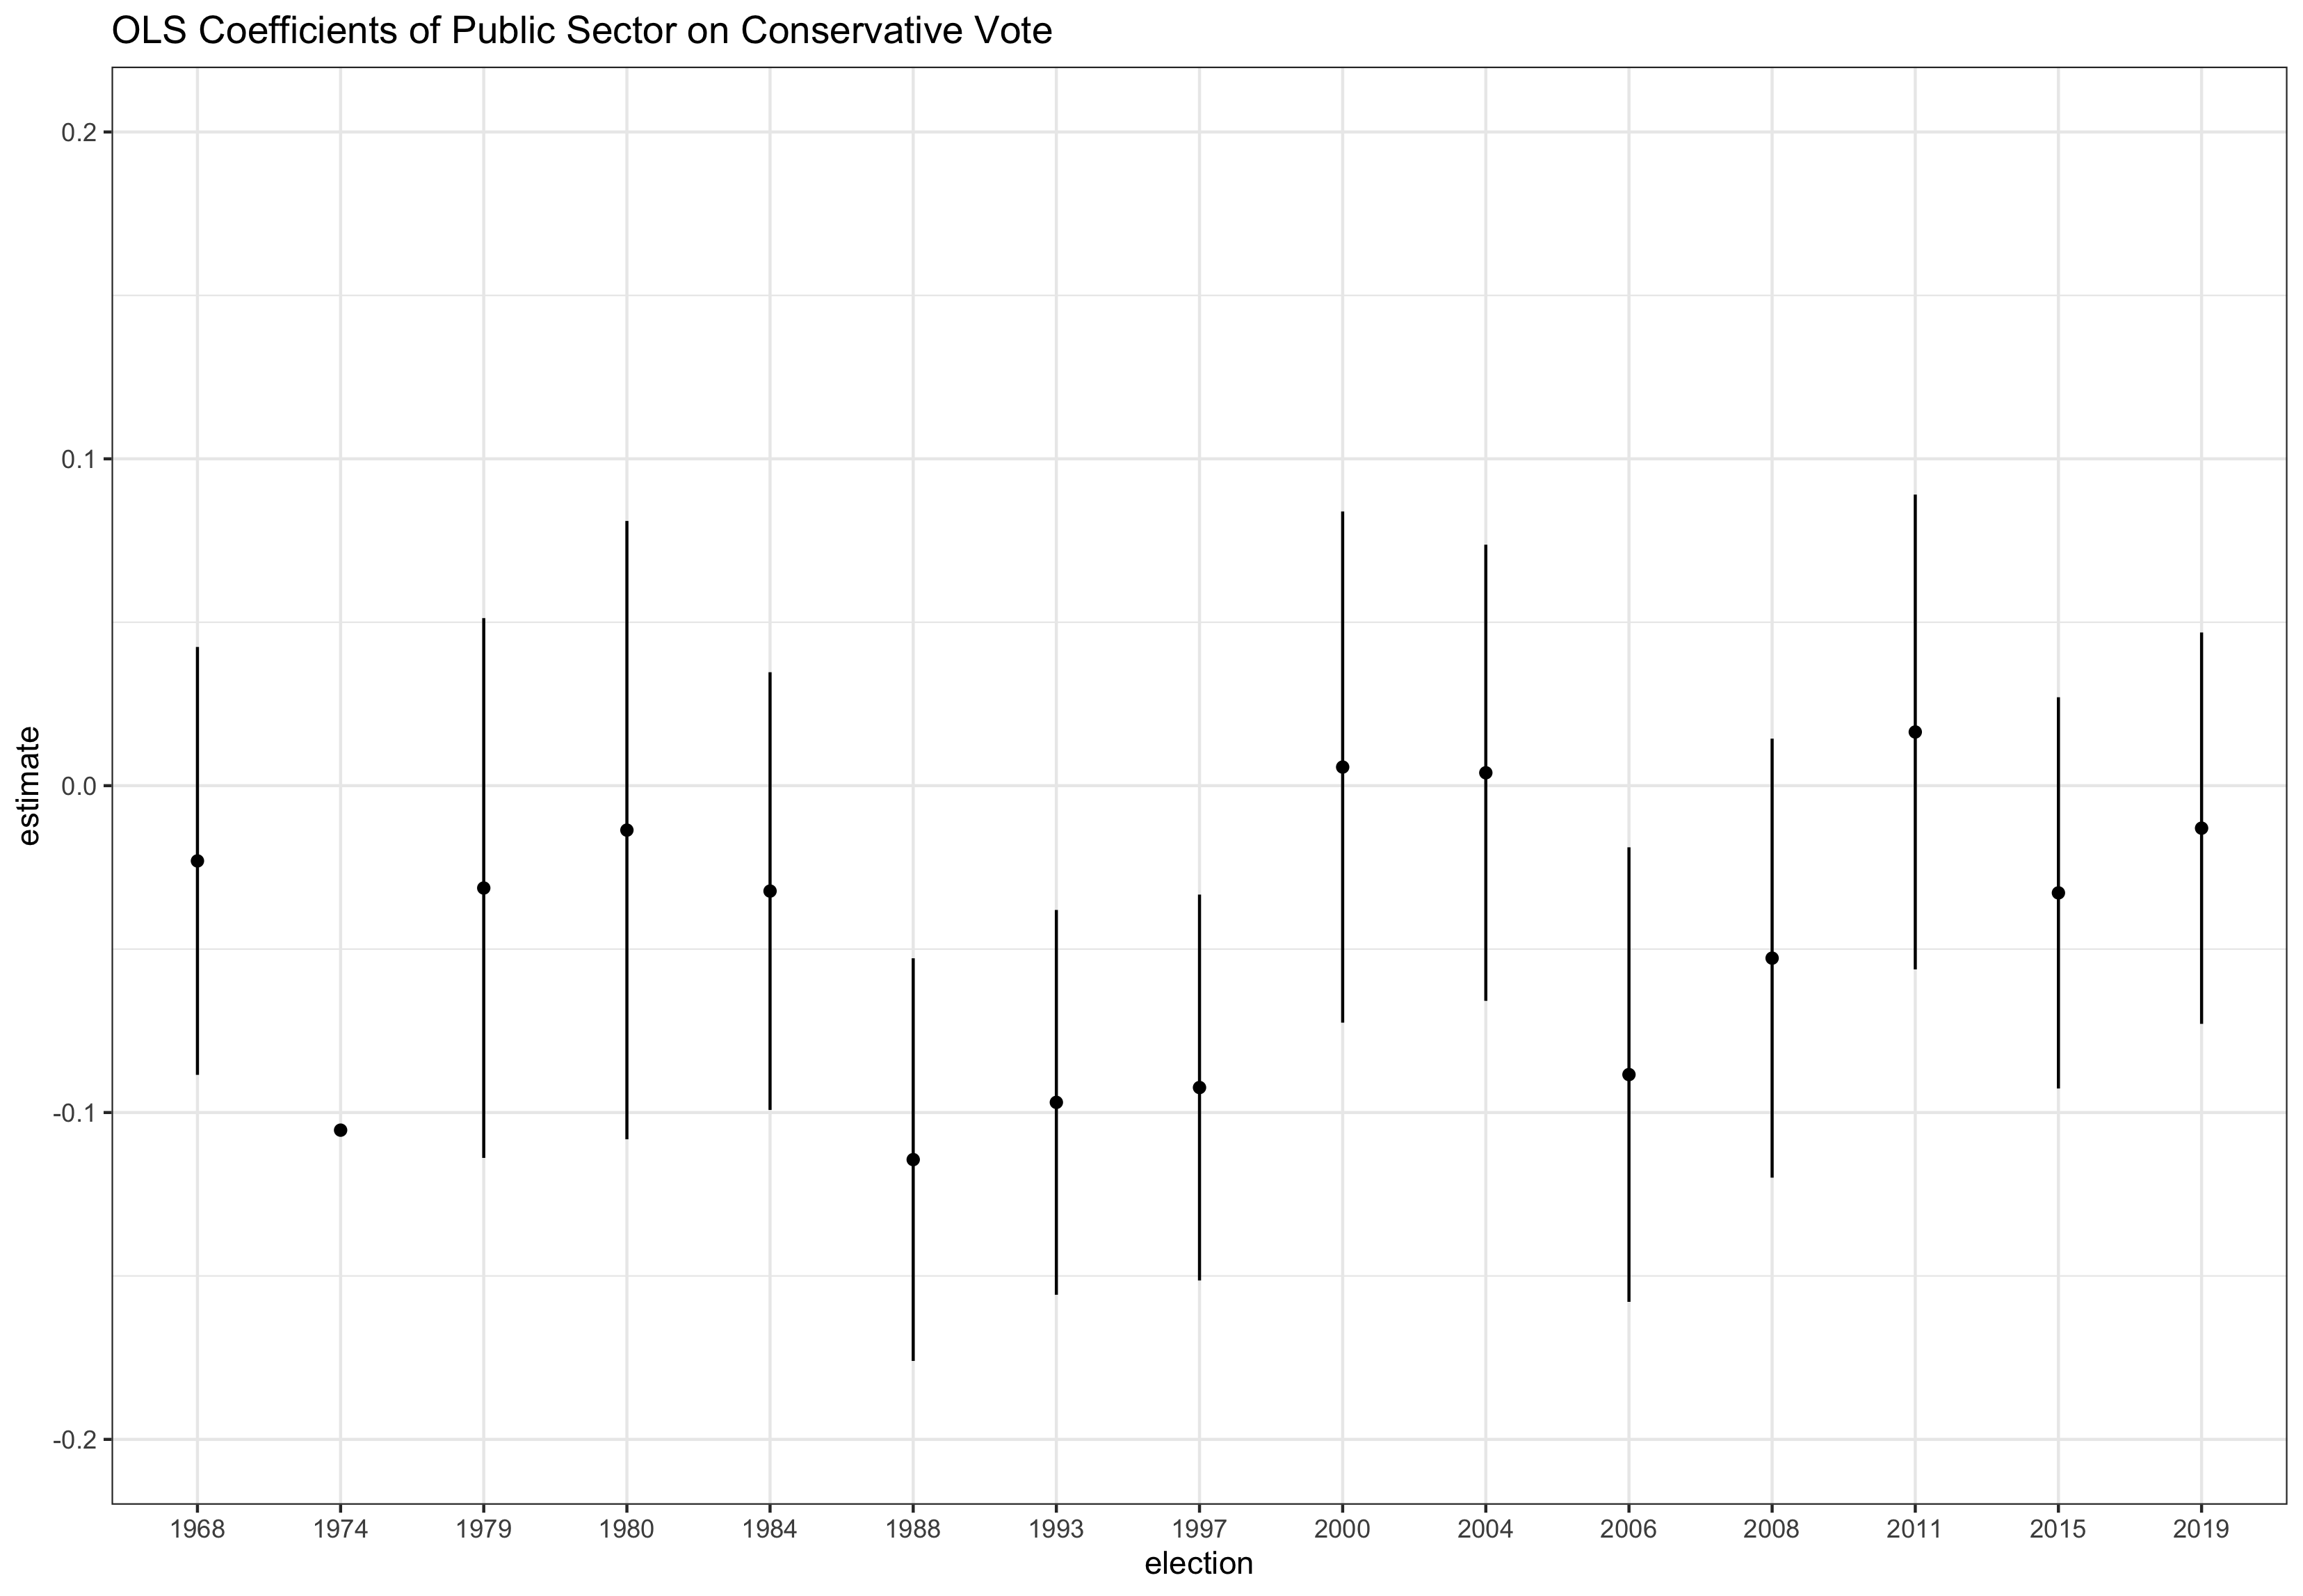 OLS Coefficients of Public Sector on Conservative Vote
0.2
0.1
0.0
-0.1
-0.2
estimate
1968 1974 1979 1980 1984 1988 1993 1997 2000 2004 2006 2008 2011 2015 2019
election